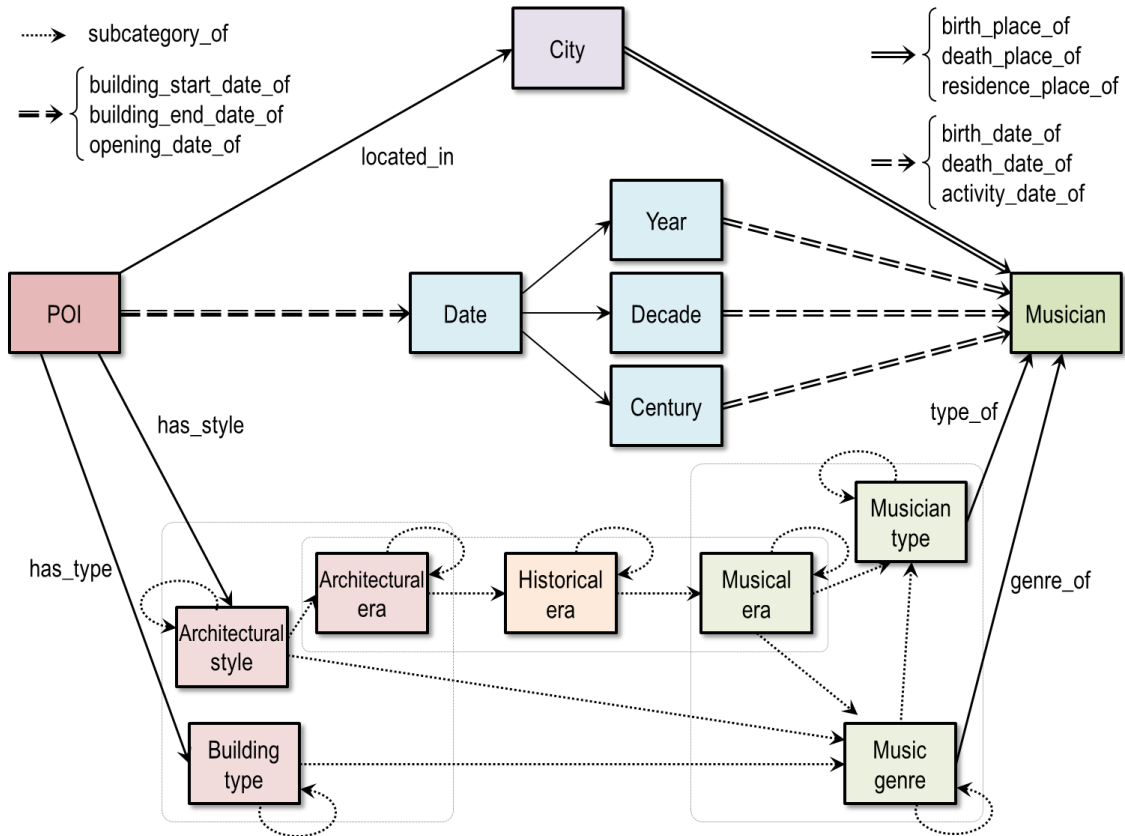 subcategory_of
building_start_date_of
building_end_date_of
opening_date_of
City
birth_place_of
death_place_of
residence_place_of
birth_date_of
death_date_of
activity_date_of
located_in
Year
POI
Date
Decade
Musician
Century
has_style
type_of
has_type
genre_of
Musician
type
Architectural
era
Historical
era
Musical
era
Architectural
style
Building
type
Music
genre